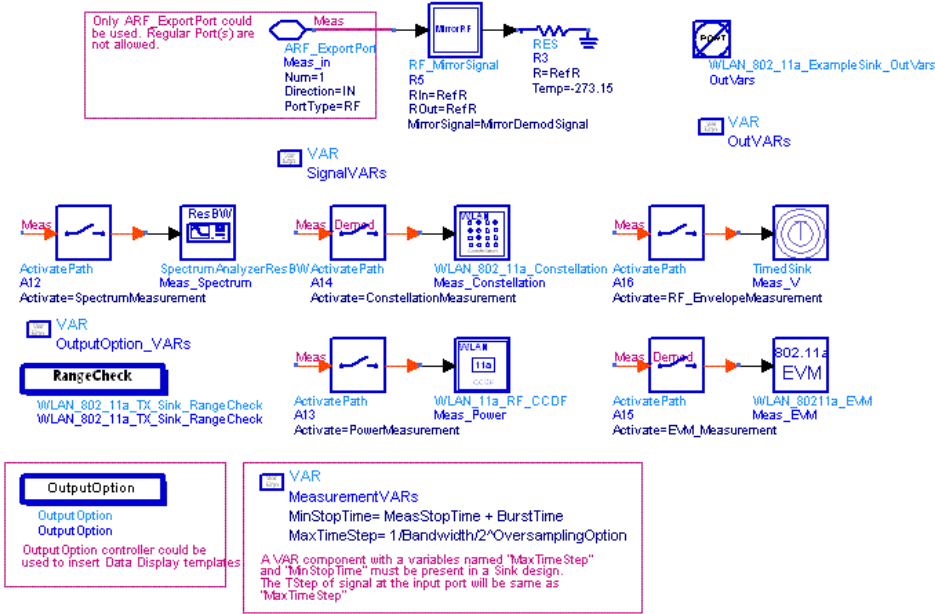 Only ARF_ExportPort could
be used. Regular Port(s) are
not allowed.
Meas
ARF_ExportPort
Meas_in
Num=1
Direction=IN
PortType=RF
MirrorRF
RF_MirrorSignal
R5
RIn=RefR
ROut=RefR
MirrorSignal=MirrorDemodSignal
RES
R3
R=RefR
Temp=-273.15
PORT
WLAN_802_11a_ExampleSink_OutVars
OutVars
VAR
OutVARs
VAR
SignalVARs
Meas
ActivatePath
A12
Activate=SpectrumMeasurement
ResBW
SpectrumAnalyzerResBW
Meas_Spectrum
Meas_Demod
ActivatePath
A14
Activate=ConstellationMeasurement
WLAN
WLAN_802_11a_Constellation
Meas_Constellation
Meas
ActivatePath
A16
Activate=RF_EnvelopeMeasurement
TimedSink
Meas_V
VAR
OutputOption_VARs
RangeCheck
WLAN_802_11a_TX_Sink_RangeCheck
WLAN_802_11a_TX_Sink_RangeCheck
Meas
ActivatePath
A13
Activate=PowerMeasurement
WLAN
11a
CCDF
WLAN_11a_RF_CCDF
Meas_Power
Meas_Demod
ActivatePath
A15
Activate=EVM_Measurement
802.11a
EVM
WLAN_80211a_EVM
Meas_EVM
OutputOption
OutputOption
OutputOption
OutputOption controller could be
used to insert Data Display templates
VAR
MeasurementVARs
MinStopTime= MeasStopTime + BurstTime
MaxTimeStep= 1/Bandwidth/2^OversamplingOption
A VAR component with a variables named "MaxTimeStep"
and "MinStopTime" must be present in a Sink design.
The TStep of signal at the input port will be same as
"MaxTimeStep"